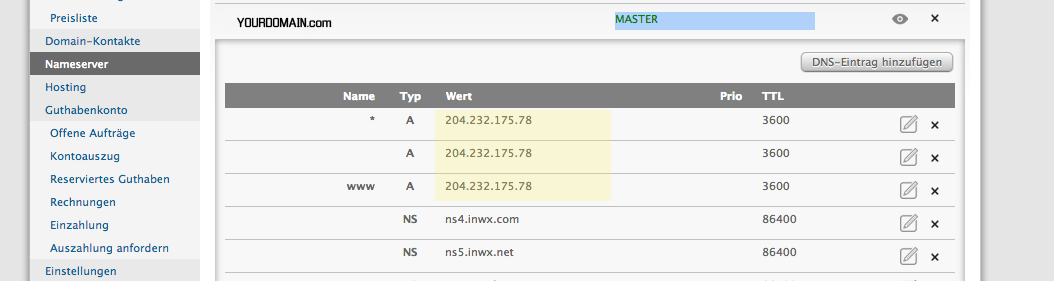 Preisliste
Domain-Kontakte
Nameserver
Hosting
Guthabenkonto
Offene Aufträge
Kontoauszug
Reserviertes Guthaben
Rechnungen
Einzahlung
Auszahlung anfordern
Einstellungen
YOURDOMAIN.com MASTER
DNS-Eintrag hinzufügen
Name Typ Wert Prio TTL
* A 204.232.175.78 3600
A 204.232.175.78 3600
www A 204.232.175.78 3600
NS ns4.inwx.com 86400
NS ns5.inwx.net 86400